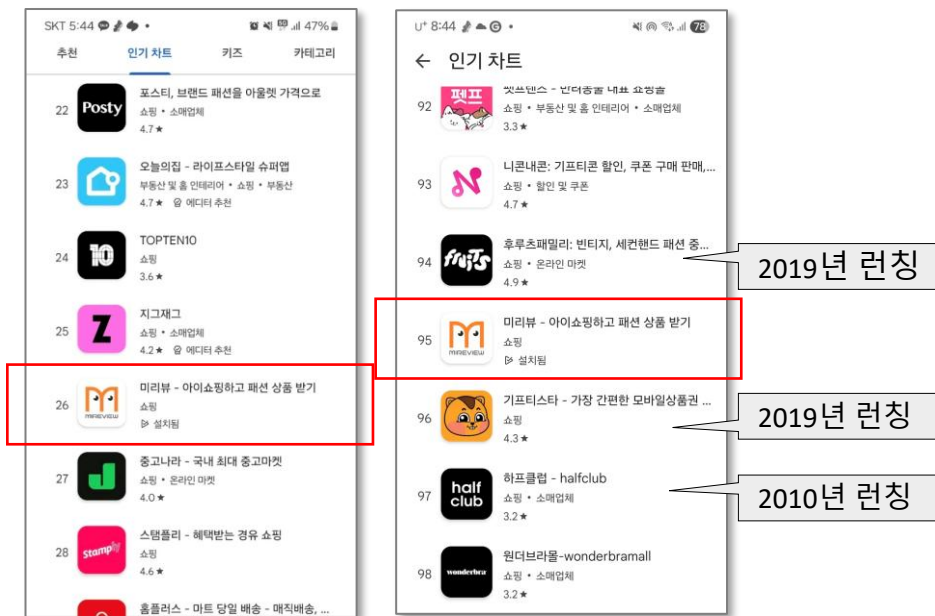 SKT 5:44
47%
추천 인기 차트 키즈 카테고리
22
Posty
포스티, 브랜드 패션을 아울렛 가격으로
쇼핑 • 소매업체
4.7 ★
23
오늘의집 - 라이프스타일 슈퍼앱
부동산 및 홈 인테리어 • 쇼핑 • 부동산
4.7 ★ 에디터 추천
24
10
TOPTEN10
쇼핑
3.6 ★
25
Z
지그재그
쇼핑 • 소매업체
4.2 ★ 에디터 추천
26
MIREVIEW
미리뷰 - 아이쇼핑하고 패션 상품 받기
쇼핑
설치됨
27
중고나라 - 국내 최대 중고마켓
쇼핑 • 온라인 마켓
4.0 ★
28
Stamply
스탬플리 - 혜택받는 경유 쇼핑
쇼핑
4.6 ★
홈플러스 - 마트 당일 배송 - 매직배송, ...
U+ 8:44
78
← 인기 차트
92
펫프
펫프렌즈 - 반려동물 대표 쇼핑몰
쇼핑 • 부동산 및 홈 인테리어 • 소매업체
3.3 ★
93
N
니콘내콘: 기프티콘 할인, 쿠폰 구매 판매,...
쇼핑 • 할인 및 쿠폰
4.7 ★
94
fruiTs
후루츠패밀리: 빈티지, 세컨핸드 패션 중...
쇼핑 • 온라인 마켓
4.9 ★
2019년 런칭
95
MIREVIEW
미리뷰 - 아이쇼핑하고 패션 상품 받기
쇼핑
설치됨
96
기프티스타 - 가장 간편한 모바일상품권 ...
쇼핑
4.3 ★
2019년 런칭
97
half
club
하프클럽 - halfclub
쇼핑 • 소매업체
3.2 ★
2010년 런칭
98
wonderbra
원더브라몰-wonderbramall
쇼핑 • 소매업체
3.2 ★